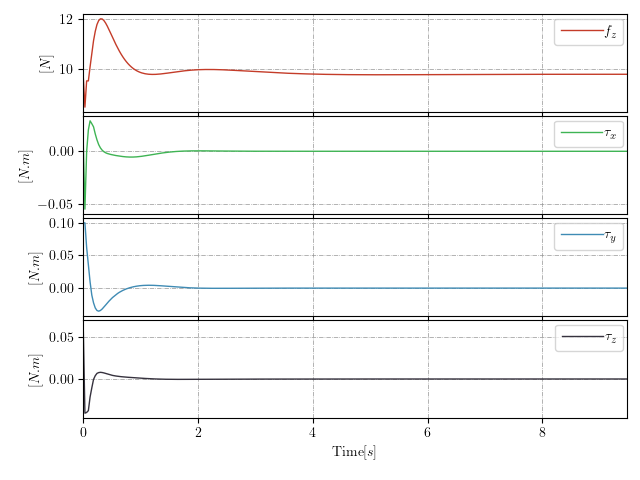 12
10
[N]
f_z
0.00
−0.05
[N.m]
τ_x
0.10
0.05
0.00
[N.m]
τ_y
0.05
0.00
[N.m]
τ_z
0 2 4 6 8
Time[s]